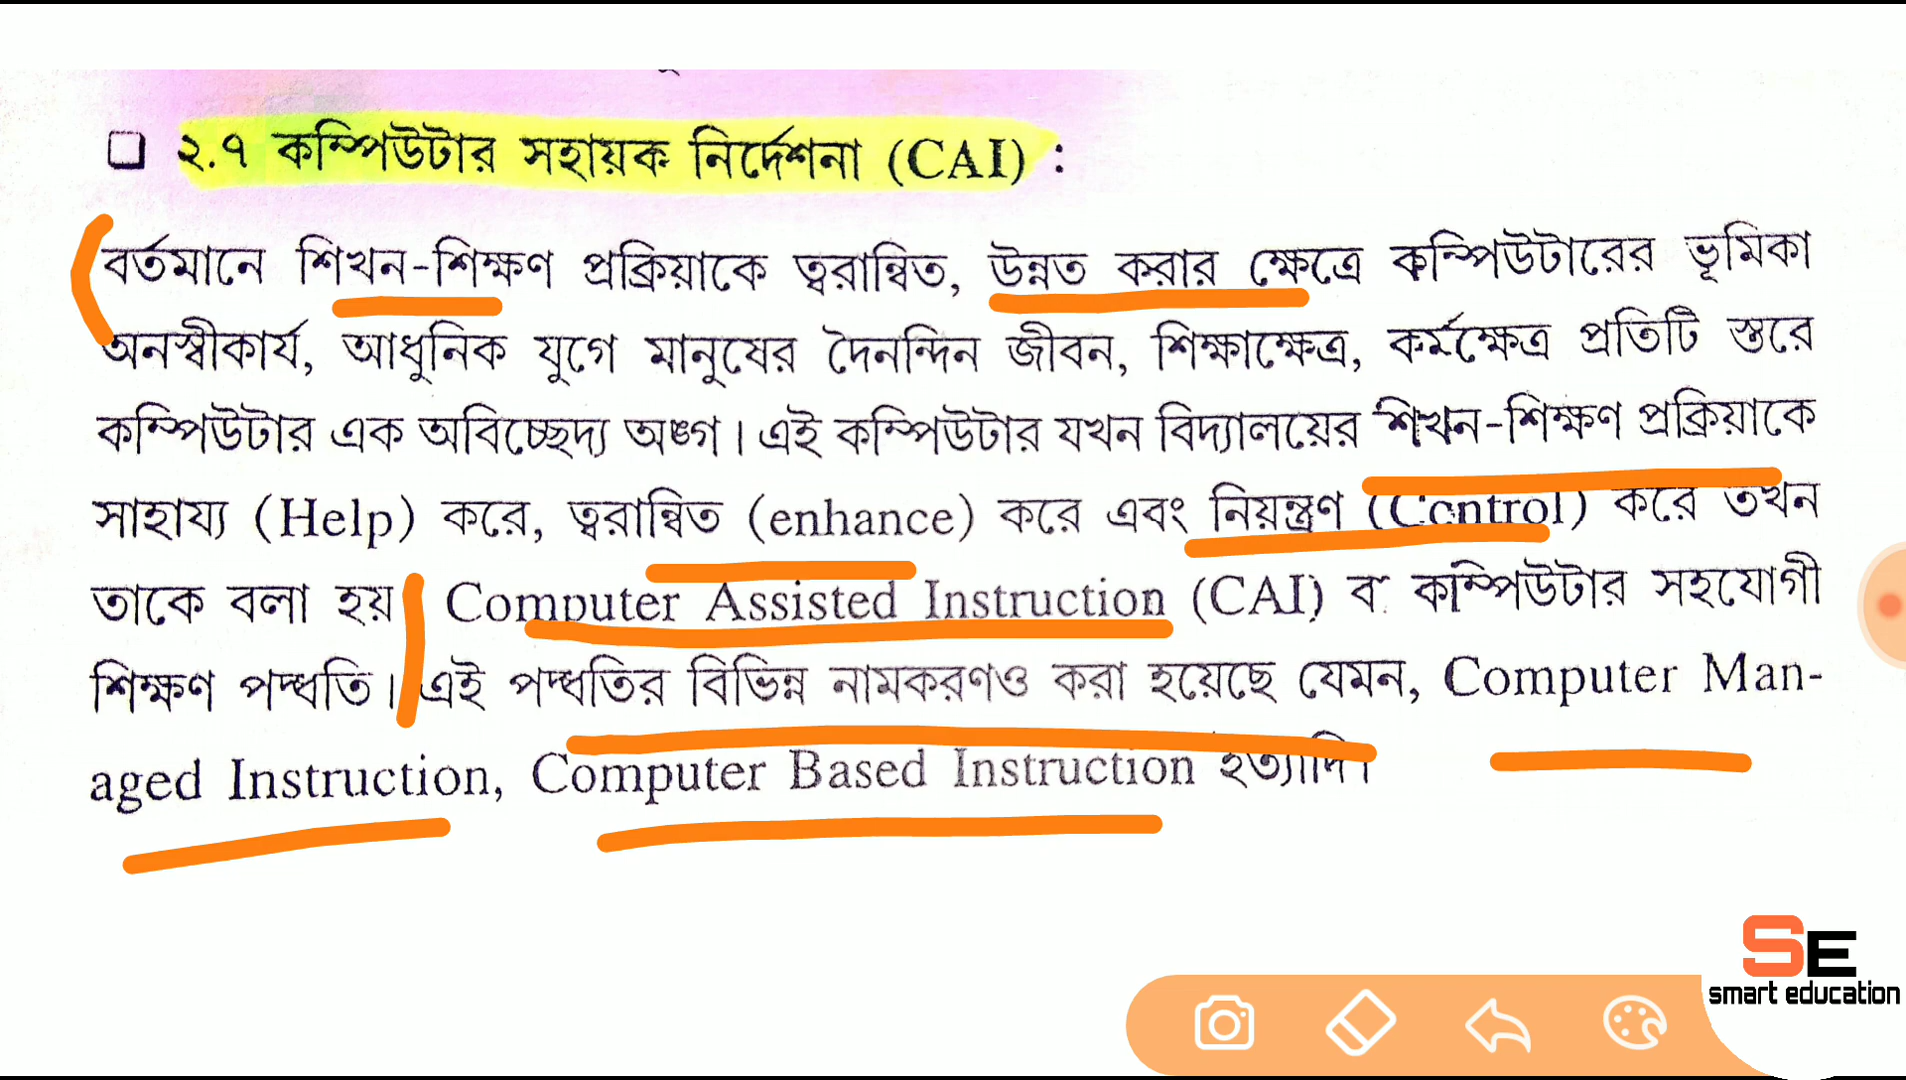 ২.৭ কম্পিউটার সহায়ক নির্দেশনা (CAI) :
বর্তমানে শিখন-শিক্ষণ প্রক্রিয়াকে ত্বরান্বিত, উন্নত করার ক্ষেত্রে কম্পিউটারের ভূমিকা
অনস্বীকার্য, আধুনিক যুগে মানুষের দৈনন্দিন জীবন, শিক্ষাক্ষেত্র, কর্মক্ষেত্র প্রতিটি স্তরে
কম্পিউটার এক অবিচ্ছেদ্য অঙ্গ। এই কম্পিউটার যখন বিদ্যালয়ের শিখন-শিক্ষণ প্রক্রিয়াকে
সাহায্য (Help) করে, ত্বরান্বিত (enhance) করে এবং নিয়ন্ত্রণ (Control) করে তখন
তাকে বলা হয় Computer Assisted Instruction (CAI) বা কম্পিউটার সহযোগী
শিক্ষণ পদ্ধতি। এই পদ্ধতির বিভিন্ন নামকরণও করা হয়েছে যেমন, Computer Man-
aged Instruction, Computer Based Instruction ইত্যাদি।
SE
smart education